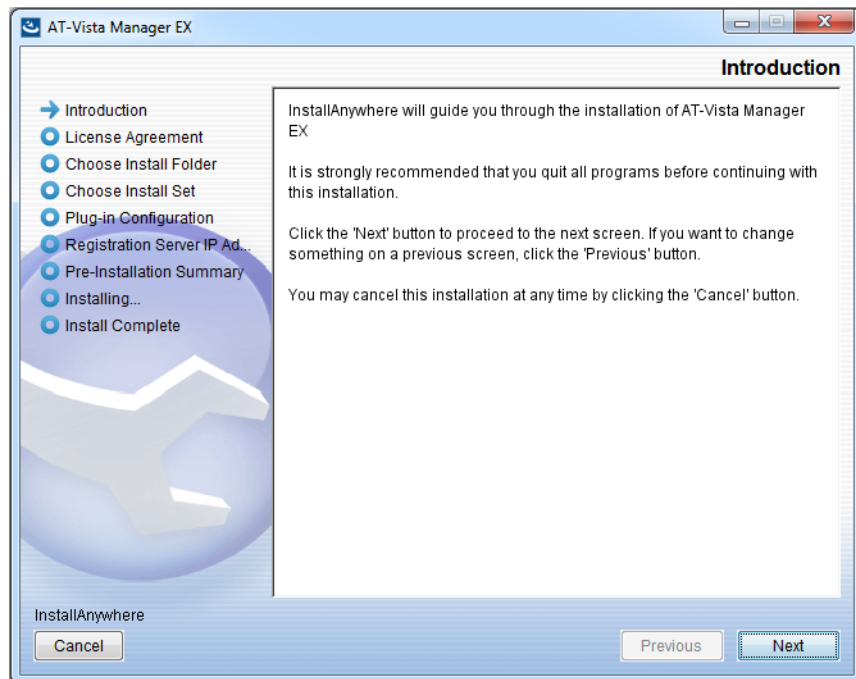 AT-Vista Manager EX
Introduction
Introduction
License Agreement
Choose Install Folder
Choose Install Set
Plug-in Configuration
Registration Server IP Ad...
Pre-Installation Summary
Installing...
Install Complete
InstallAnywhere will guide you through the installation of AT-Vista Manager
EX
It is strongly recommended that you quit all programs before continuing with
this installation.
Click the 'Next' button to proceed to the next screen. If you want to change
something on a previous screen, click the 'Previous' button.
You may cancel this installation at any time by clicking the 'Cancel' button.
InstallAnywhere
Cancel
Previous
Next